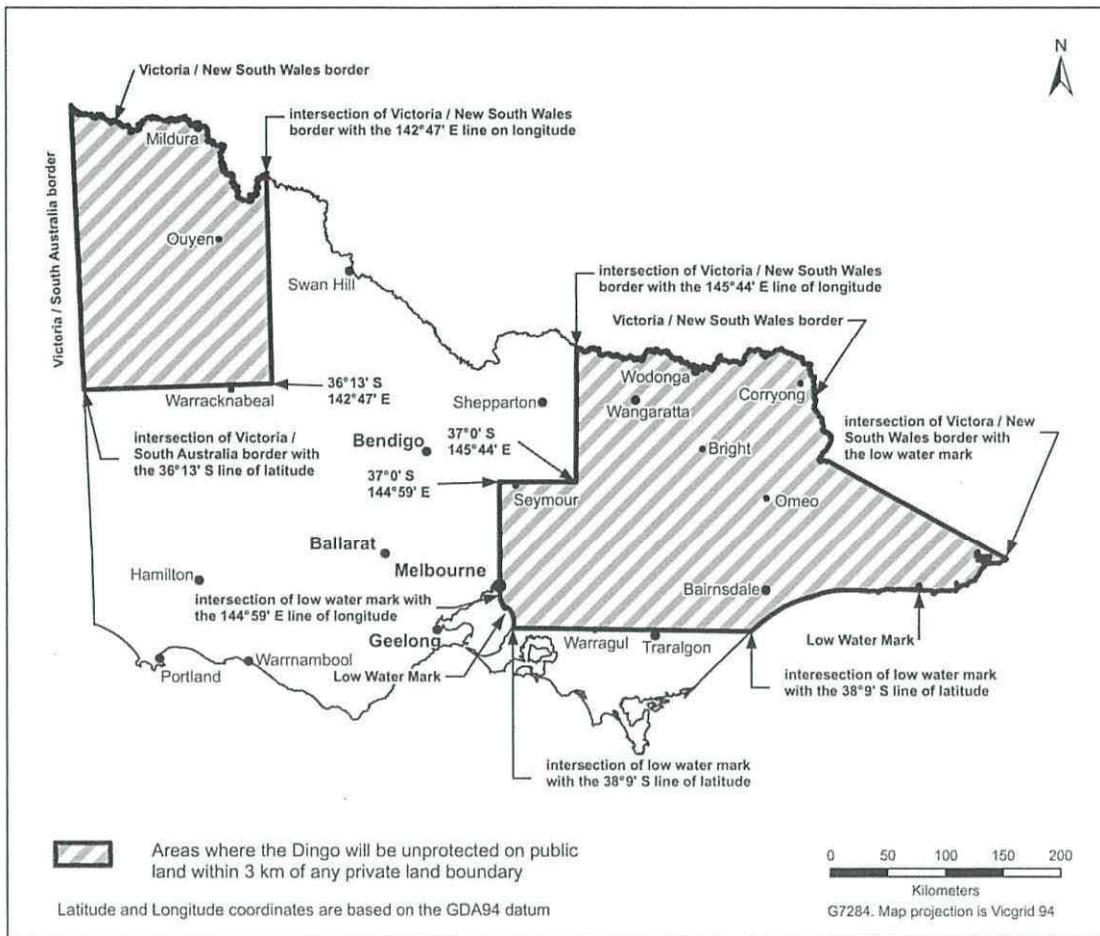 N
Victoria / New South Wales border
intersection of Victoria / New South Wales
border with the 142°47' E line on longitude
Mildura
Victoria / South Australia border
Ouyen
Swan Hill
intersection of Victoria / New South Wales
border with the 145°44' E line of longitude
Victoria / New South Wales border
36°13' S
142°47' E
Warracknabeal
Wodonga
Corryong
Shepparton
Wangaratta
intersection of Victora / New
South Wales border with
the low water mark
intersection of Victoria /
South Australia border with
the 36°13' S line of latitude
Bendigo
37°0' S
145°44' E
Bright
37°0' S
144°59' E
Seymour
Omeo
Ballarat
Hamilton
Melbourne
Bairnsdale
intersection of low water mark with
the 144°59' E line of longitude
Geelong
Warragul
Traralgon
Low Water Mark
Portland
Warrnambool
Low Water Mark
interesection of low water mark
with the 38°9' S line of latitude
intersection of low water mark
with the 38°9' S line of latitude
Areas where the Dingo will be unprotected on public
land within 3 km of any private land boundary
0 50 100 150 200
Kilometers
Latitude and Longitude coordinates are based on the GDA94 datum
G7284. Map projection is Vicgrid 94